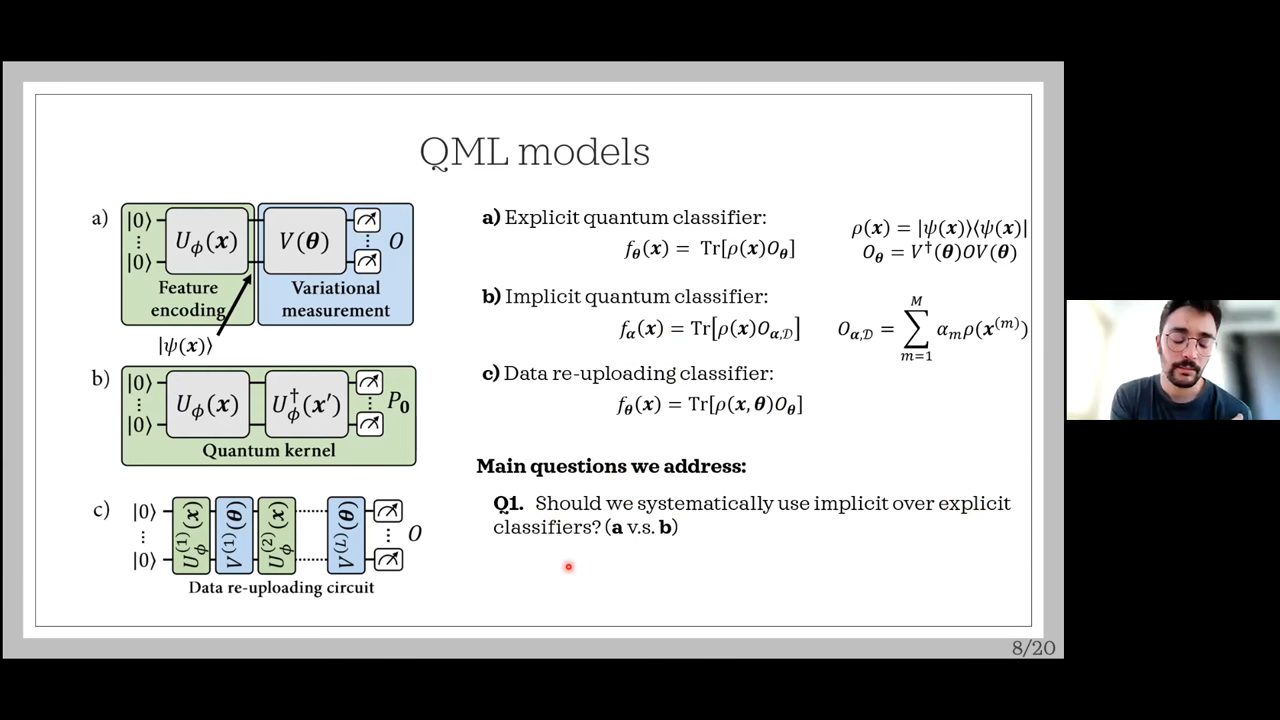 QML models
a)
|0⟩
⋮
|0⟩
U_ϕ(x)
V(θ)
⋮
O
Feature encoding
Variational measurement
|ψ(x)⟩
b)
|0⟩
⋮
|0⟩
U_ϕ(x)
U_ϕ^†(x′)
⋮
P_0
Quantum kernel
c)
|0⟩
⋮
|0⟩
U_ϕ^(1)(x)
V^(1)(θ)
U_ϕ^(2)(x)
V^(L)(θ)
⋮
O
Data re-uploading circuit
a) Explicit quantum classifier:
f_θ(x) = Tr[ρ(x)O_θ]
ρ(x) = |ψ(x)⟩⟨ψ(x)|
O_θ = V^†(θ)OV(θ)
b) Implicit quantum classifier:
f_α(x) = Tr[ρ(x)O_{α,𝒟}]
O_{α,𝒟} = ∑_{m=1}^{M} α_m ρ(x^(m))
c) Data re-uploading classifier:
f_θ(x) = Tr[ρ(x, θ)O_θ]
Main questions we address:
Q1. Should we systematically use implicit over explicit
classifiers? (a v.s. b)
8/20